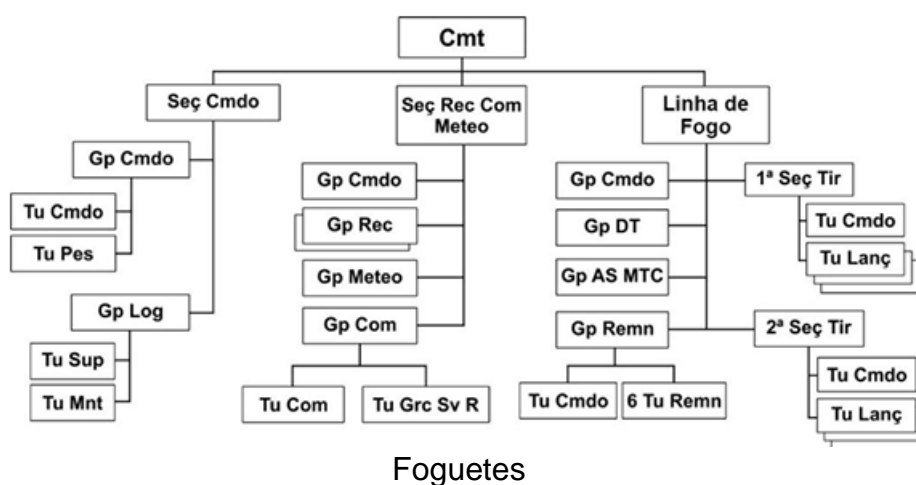 Cmt
Seç Cmdo
Gp Cmdo
Tu Cmdo
Tu Pes
Gp Log
Tu Sup
Tu Mnt
Seç Rec Com
Meteo
Gp Cmdo
Gp Rec
Gp Meteo
Gp Com
Tu Com
Tu Grc Sv R
Linha de
Fogo
Gp Cmdo
Gp DT
Gp AS MTC
Gp Remn
Tu Cmdo
6 Tu Remn
1ª Seç Tir
Tu Cmdo
Tu Lanç
2ª Seç Tir
Tu Cmdo
Tu Lanç
Foguetes